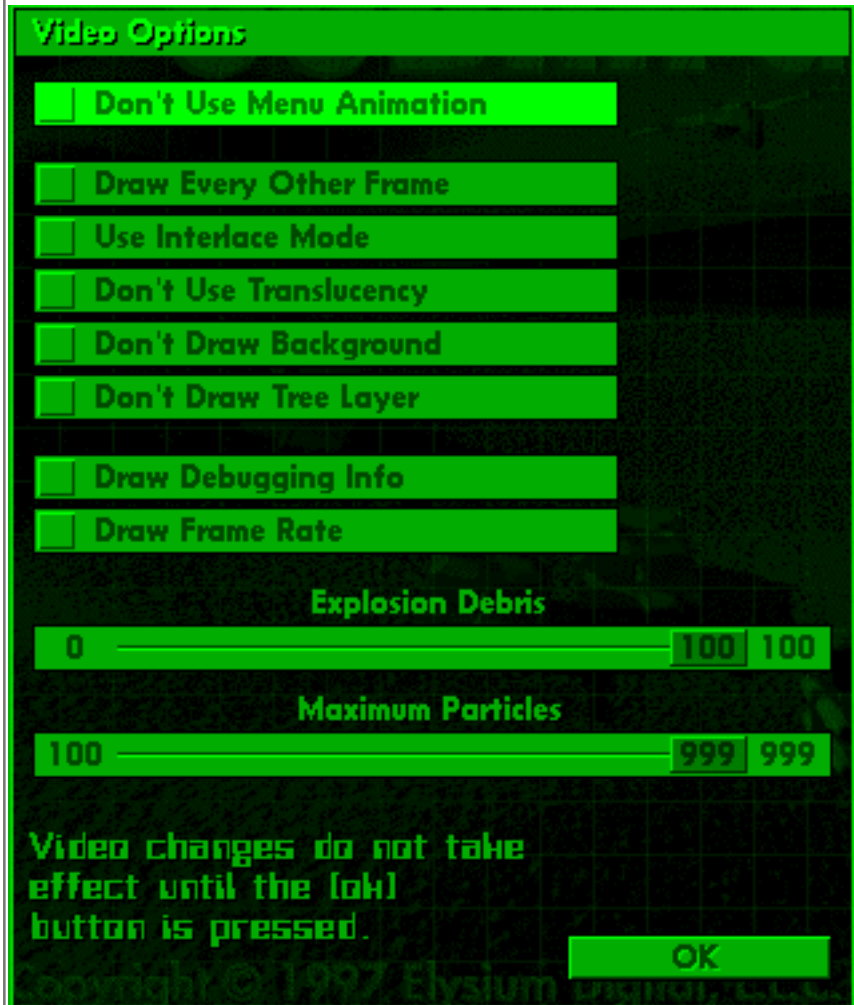 Video Options
Don't Use Menu Animation
Draw Every Other Frame
Use Interlace Mode
Don't Use Translucency
Don't Draw Background
Don't Draw Tree Layer
Draw Debugging Info
Draw Frame Rate
Explosion Debris
0 100 100
Maximum Particles
100 999 999
Video changes do not take
effect until the [ok]
button is pressed.
OK
Copyright © 1997 Elysium Digital, L.L.C.